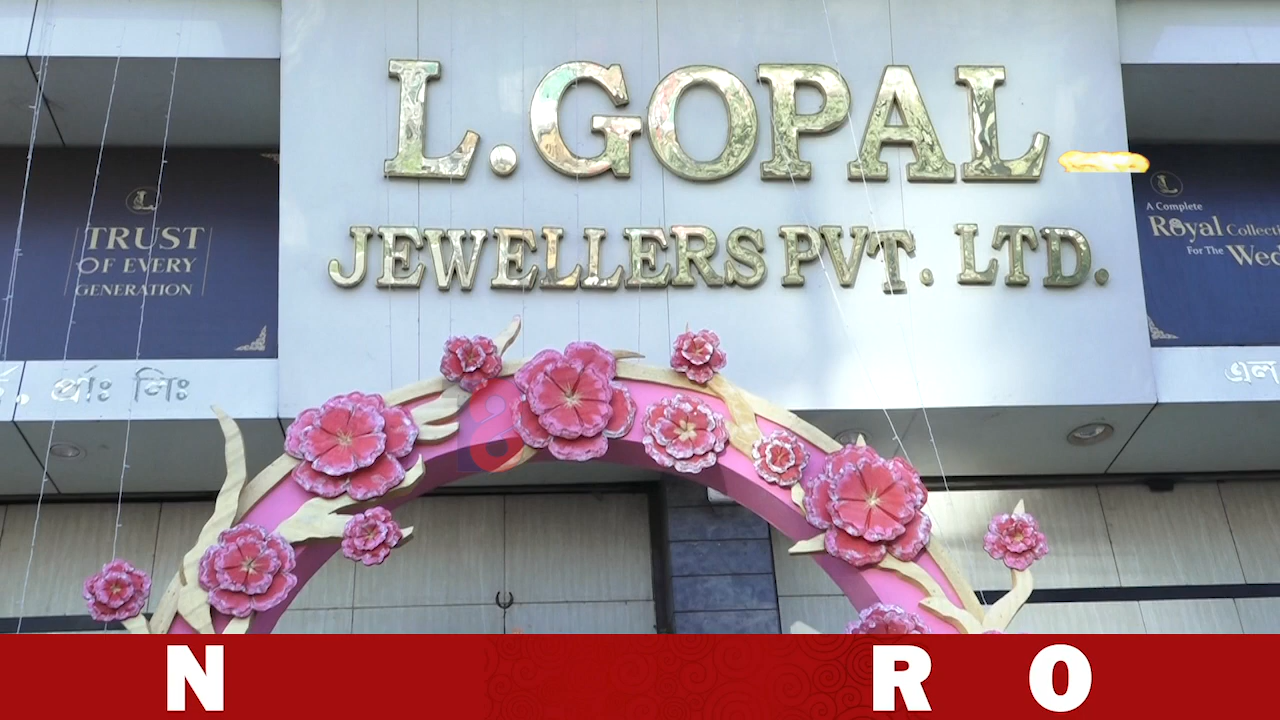 L.GOPAL
JEWELLERS PVT. LTD.
TRUST
OF EVERY
GENERATION
A Complete
Royal
For The
প্রাঃ লিঃ
N R O